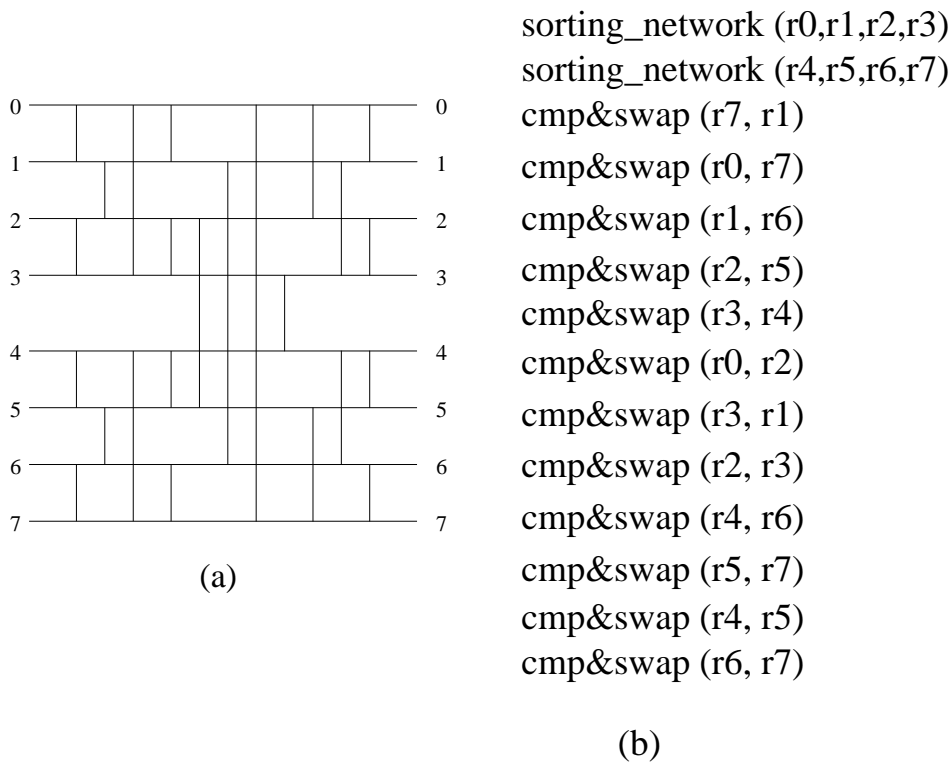 0 0
1 1
2 2
3 3
4 4
5 5
6 6
7 7
(a)
sorting_network (r0,r1,r2,r3)
sorting_network (r4,r5,r6,r7)
cmp&swap (r7, r1)
cmp&swap (r0, r7)
cmp&swap (r1, r6)
cmp&swap (r2, r5)
cmp&swap (r3, r4)
cmp&swap (r0, r2)
cmp&swap (r3, r1)
cmp&swap (r2, r3)
cmp&swap (r4, r6)
cmp&swap (r5, r7)
cmp&swap (r4, r5)
cmp&swap (r6, r7)
(b)